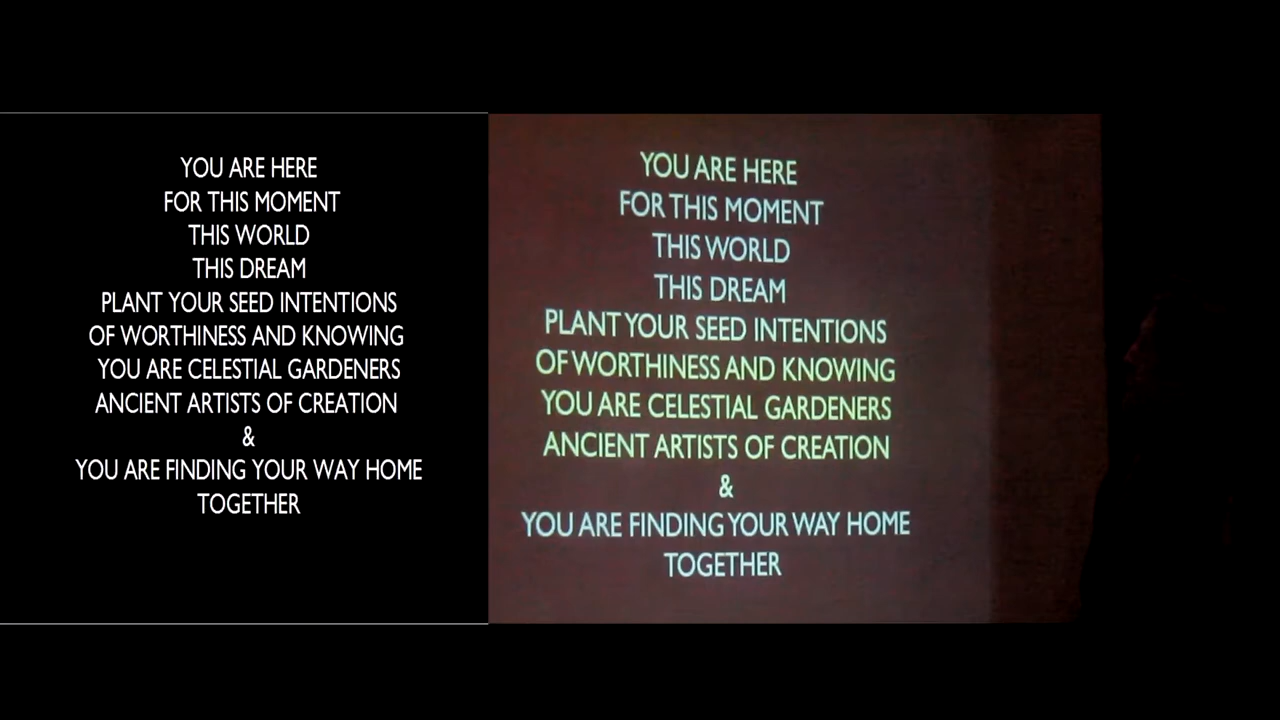 YOU ARE HERE
FOR THIS MOMENT
THIS WORLD
THIS DREAM
PLANT YOUR SEED INTENTIONS
OF WORTHINESS AND KNOWING
YOU ARE CELESTIAL GARDENERS
ANCIENT ARTISTS OF CREATION
&
YOU ARE FINDING YOUR WAY HOME
TOGETHER
YOU ARE HERE
FOR THIS MOMENT
THIS WORLD
THIS DREAM
PLANT YOUR SEED INTENTIONS
OF WORTHINESS AND KNOWING
YOU ARE CELESTIAL GARDENERS
ANCIENT ARTISTS OF CREATION
&
YOU ARE FINDING YOUR WAY HOME
TOGETHER